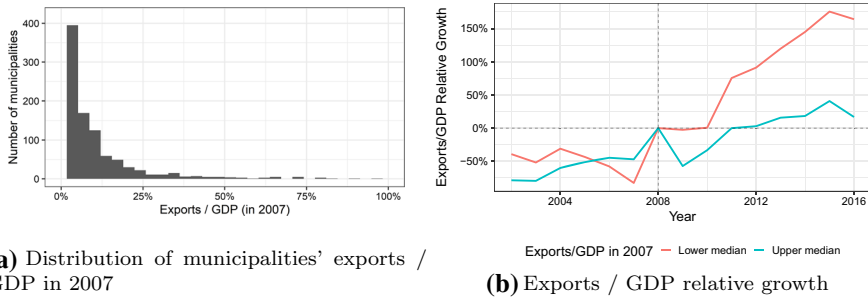 400
300
200
100
0
Number of municipalities
0%
25%
50%
75%
100%
Exports / GDP (in 2007)
a) Distribution of municipalities' exports /
GDP in 2007
150%
100%
50%
0%
−50%
Exports/GDP Relative Growth
2004
2008
2012
2016
Year
Exports/GDP in 2007 Lower median Upper median
(b) Exports / GDP relative growth